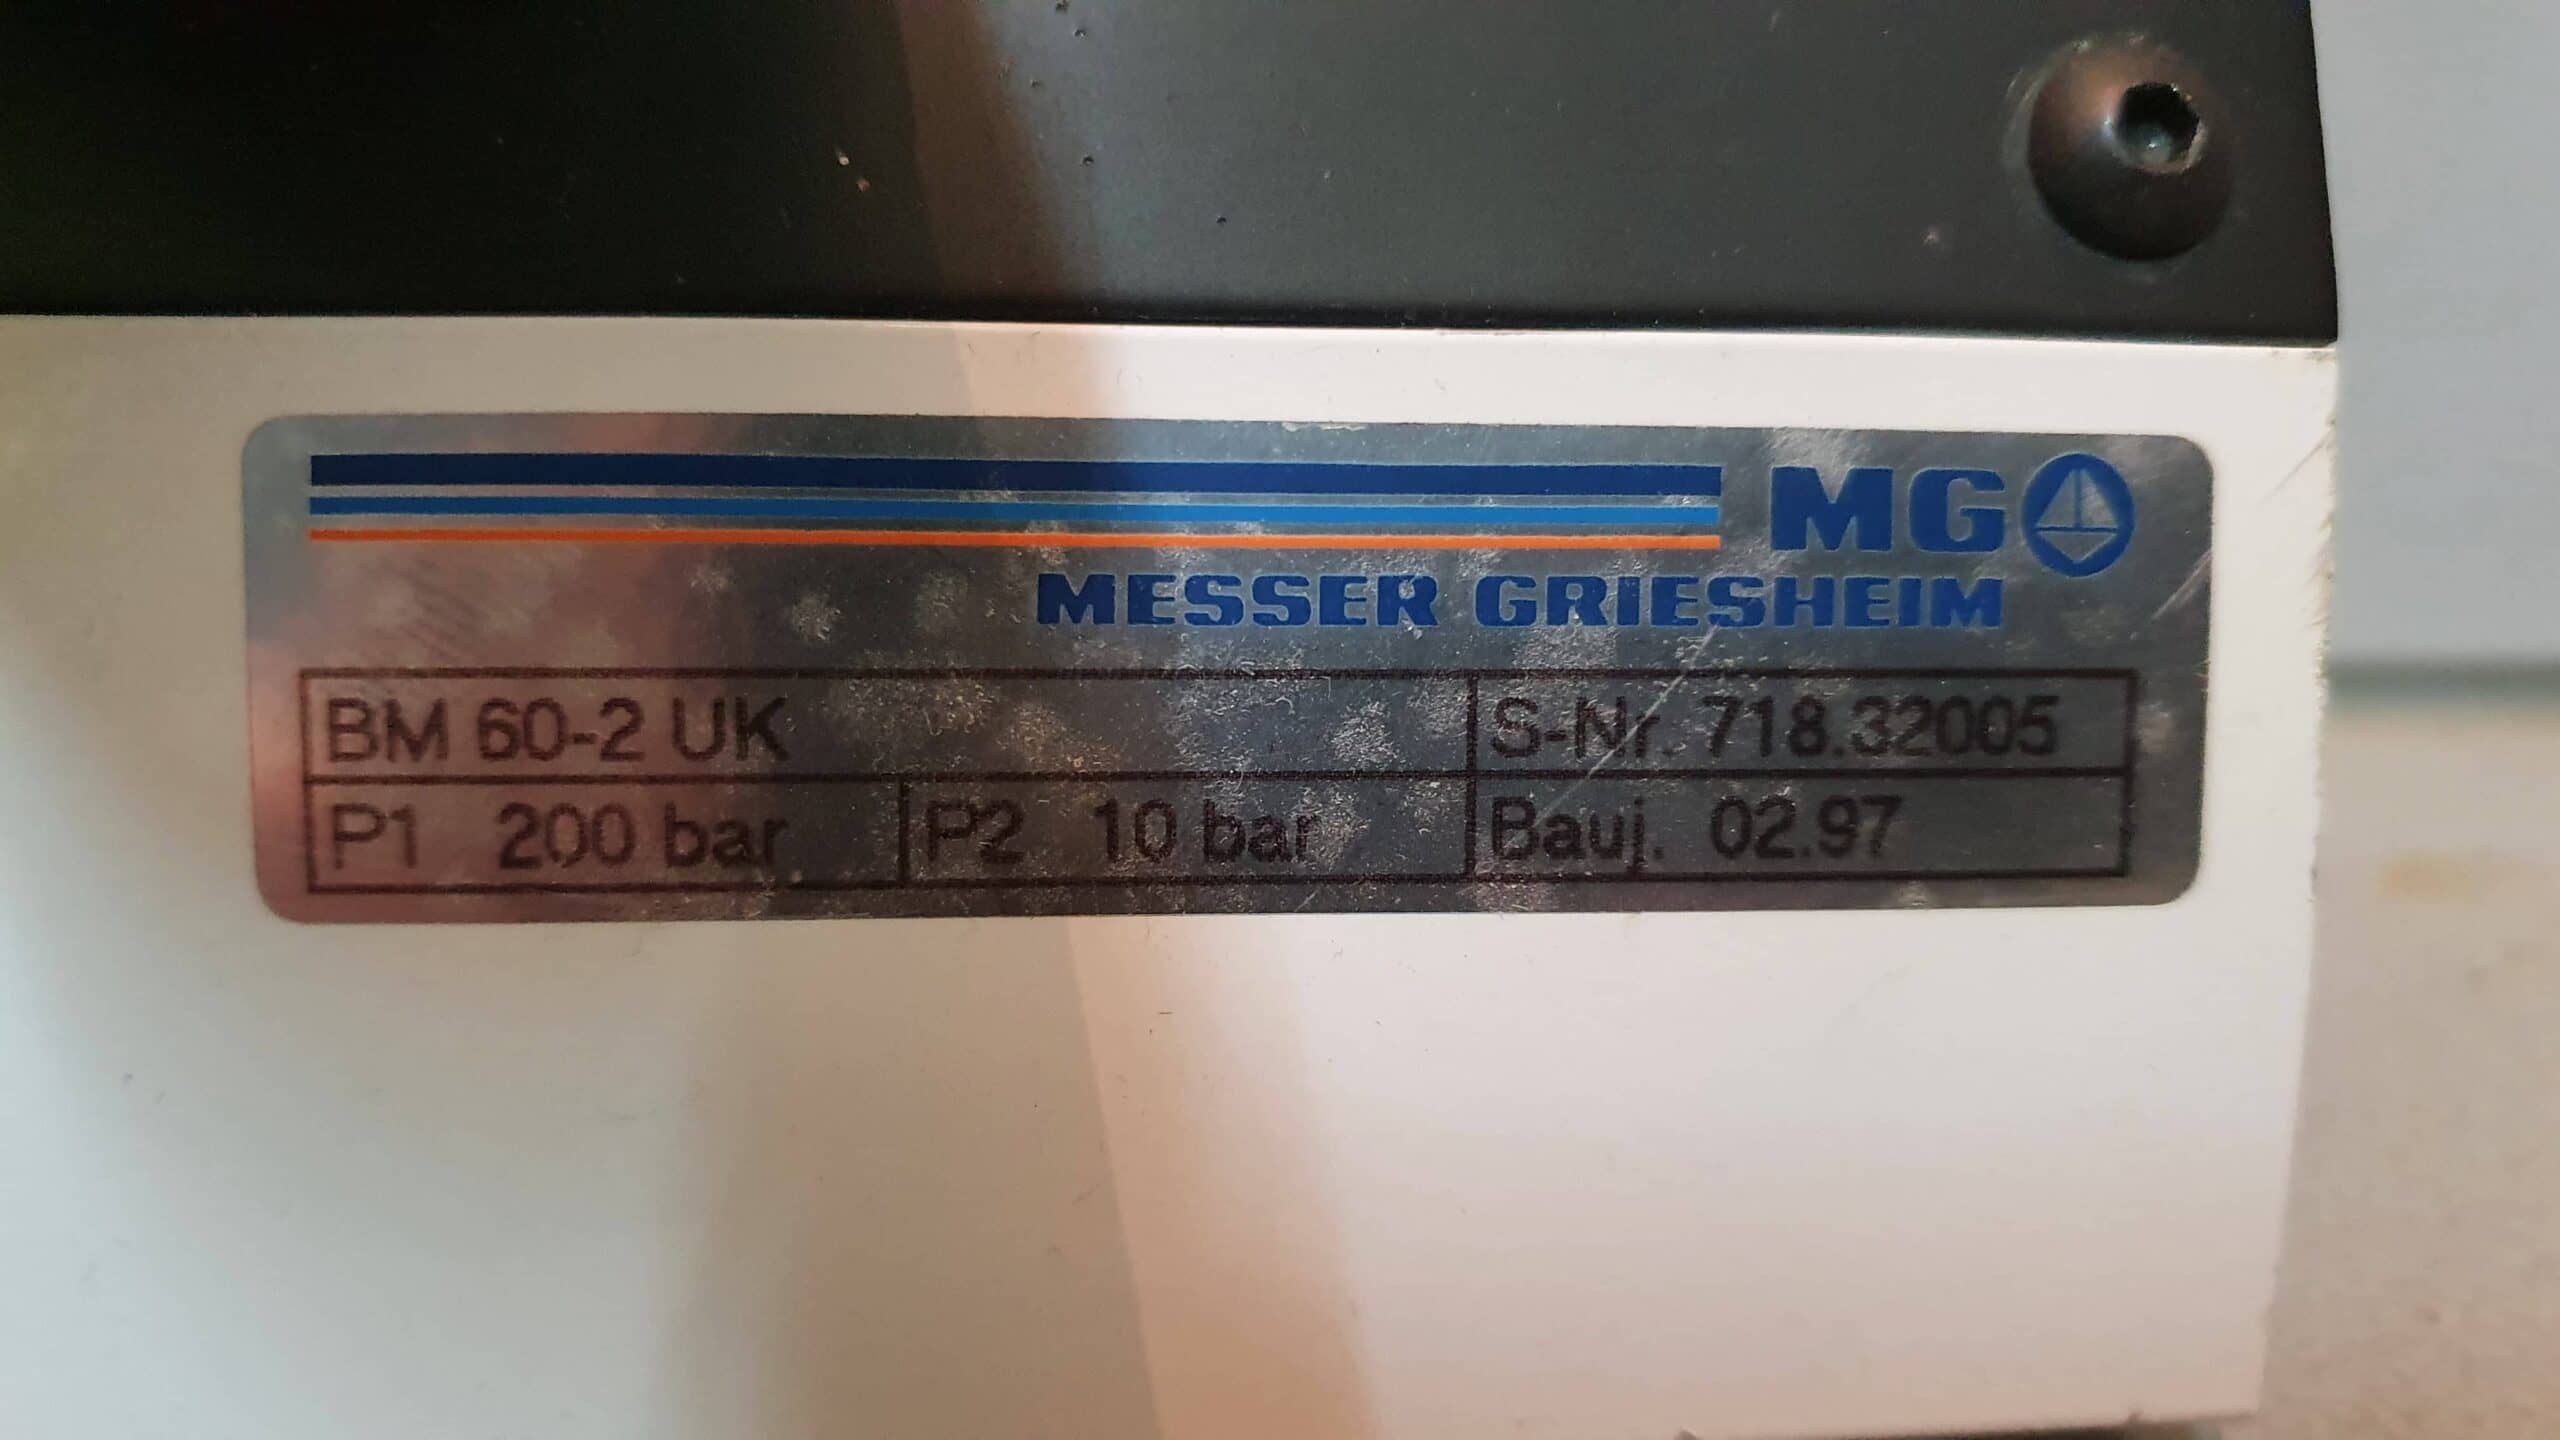 MG
MESSER GRIESHEIM
BM 60-2 UK S-Nr. 718.32005
P1 200 bar P2 10 bar Bauj. 02.97